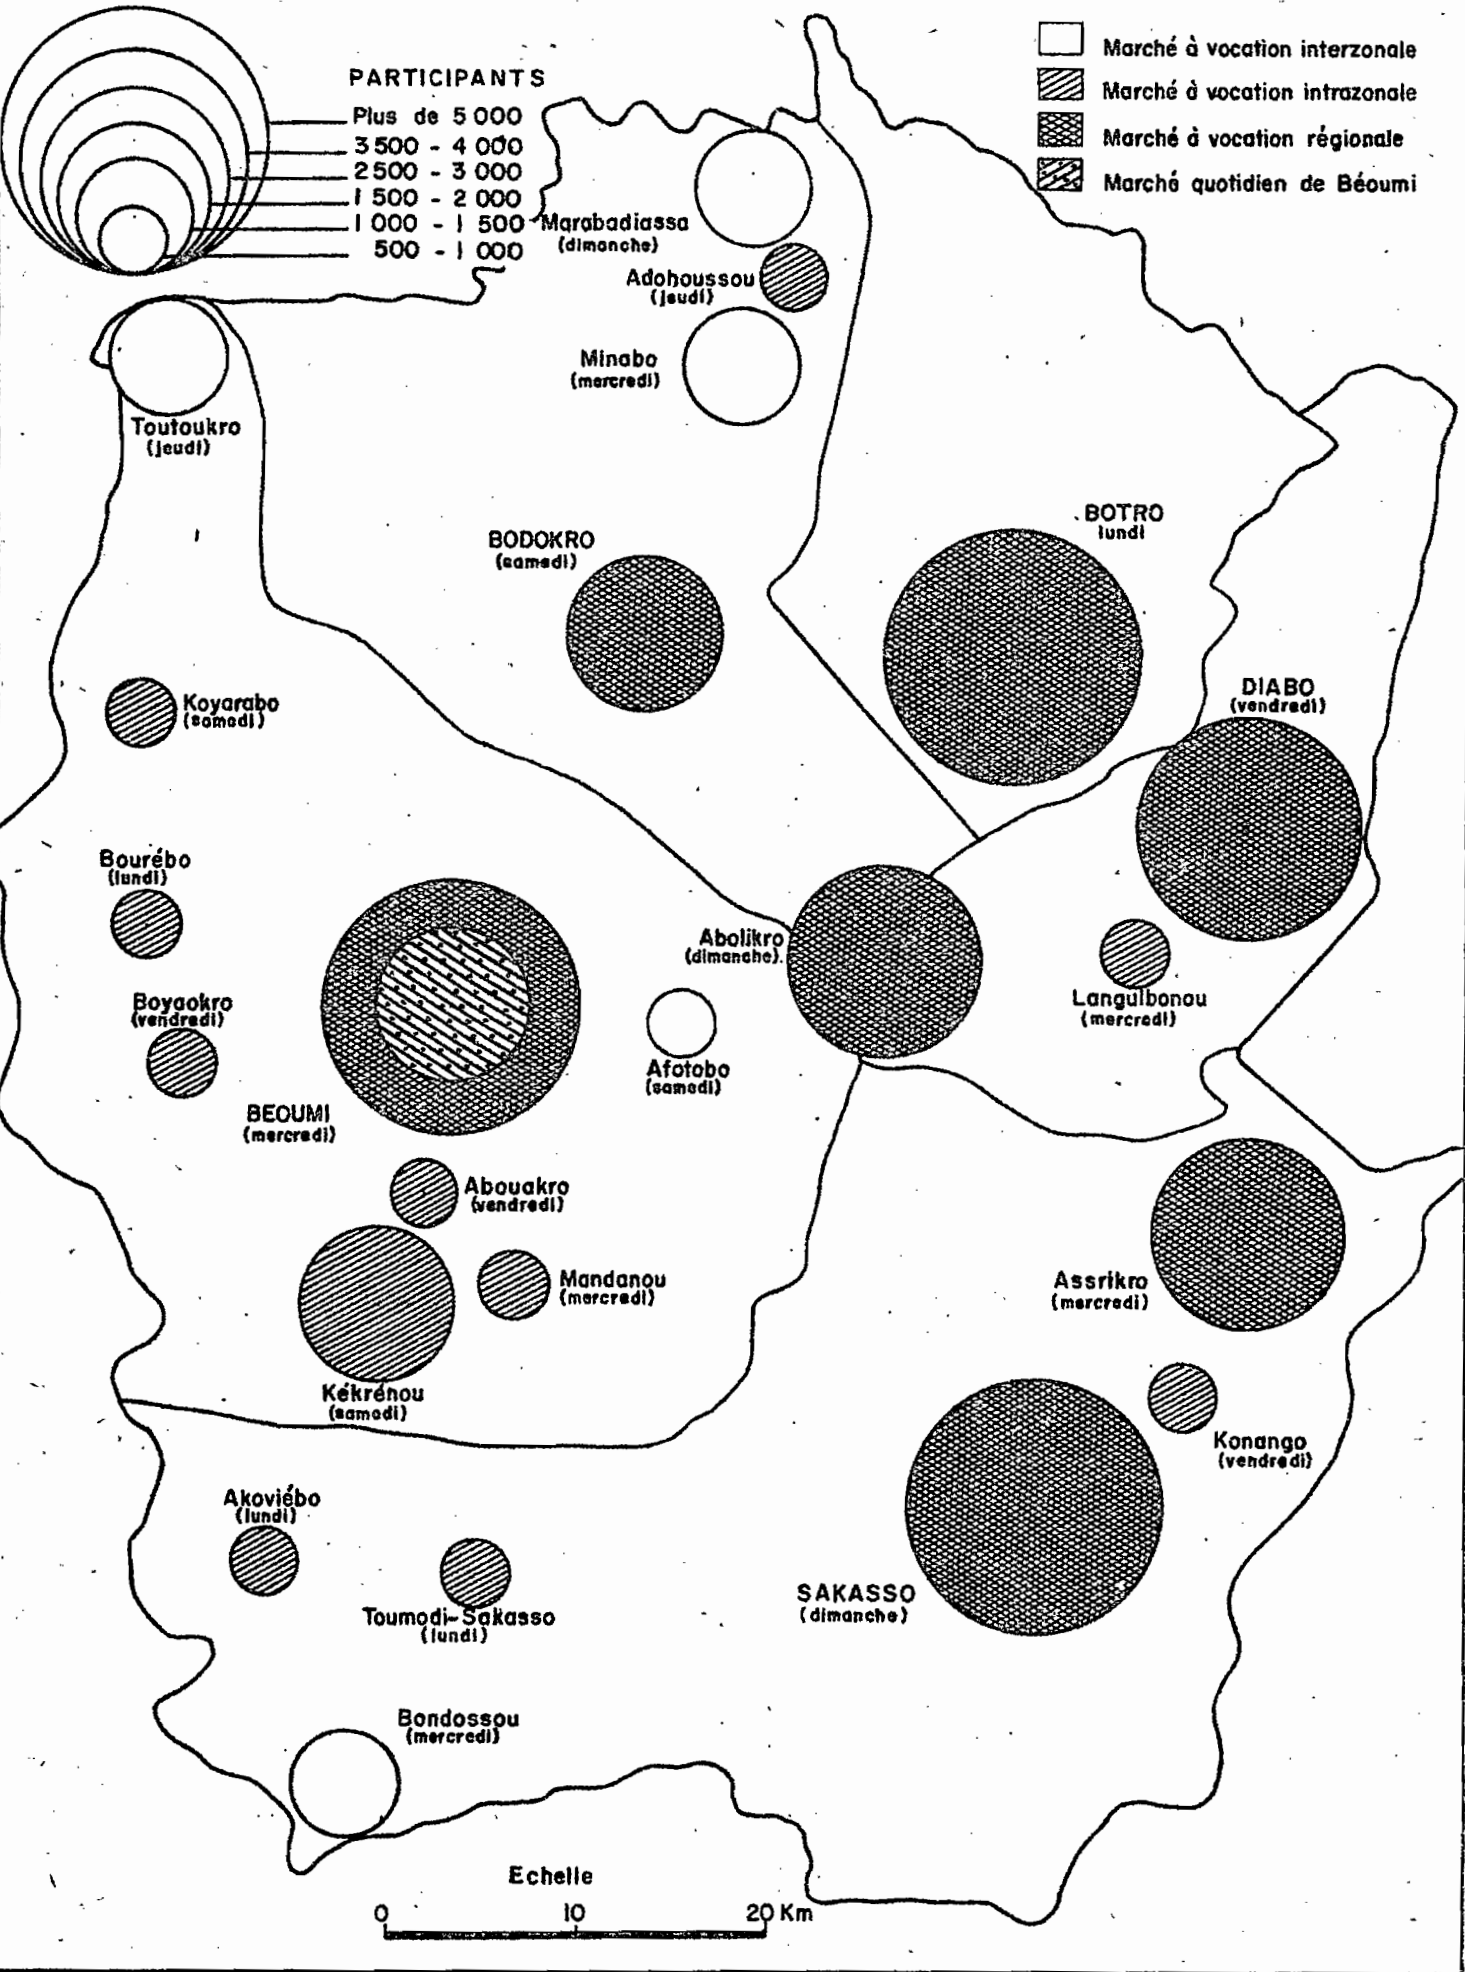 PARTICIPANTS
Plus de 5 000
3 500 - 4 000
2 500 - 3 000
1 500 - 2 000
1 000 - 1 500
500 - 1 000
Marché à vocation interzonale
Marché à vocation intrazonale
Marché à vocation régionale
Marché quotidien de Béoumi
Marabadiassa
(dimanche)
Adohoussou
(jeudi)
Minabo
(mercredi)
Toutoukro
(jeudi)
BODOKRO
(samedi)
BOTRO
lundi
DIABO
(vendredi)
Koyarabo
(samedi)
Bourébo
(lundi)
Boyaokro
(vendredi)
BEOUMI
(mercredi)
Abolikro
(dimanche)
Afotobo
(samedi)
Languibonou
(mercredi)
Abouakro
(vendredi)
Mandanou
(mercredi)
Kékrénou
(samedi)
Assrikro
(mercredi)
Konango
(vendredi)
Akoviébo
(lundi)
Toumodi-Sakasso
(lundi)
SAKASSO
(dimanche)
Bondossou
(mercredi)
Echelle
0 10 20 Km